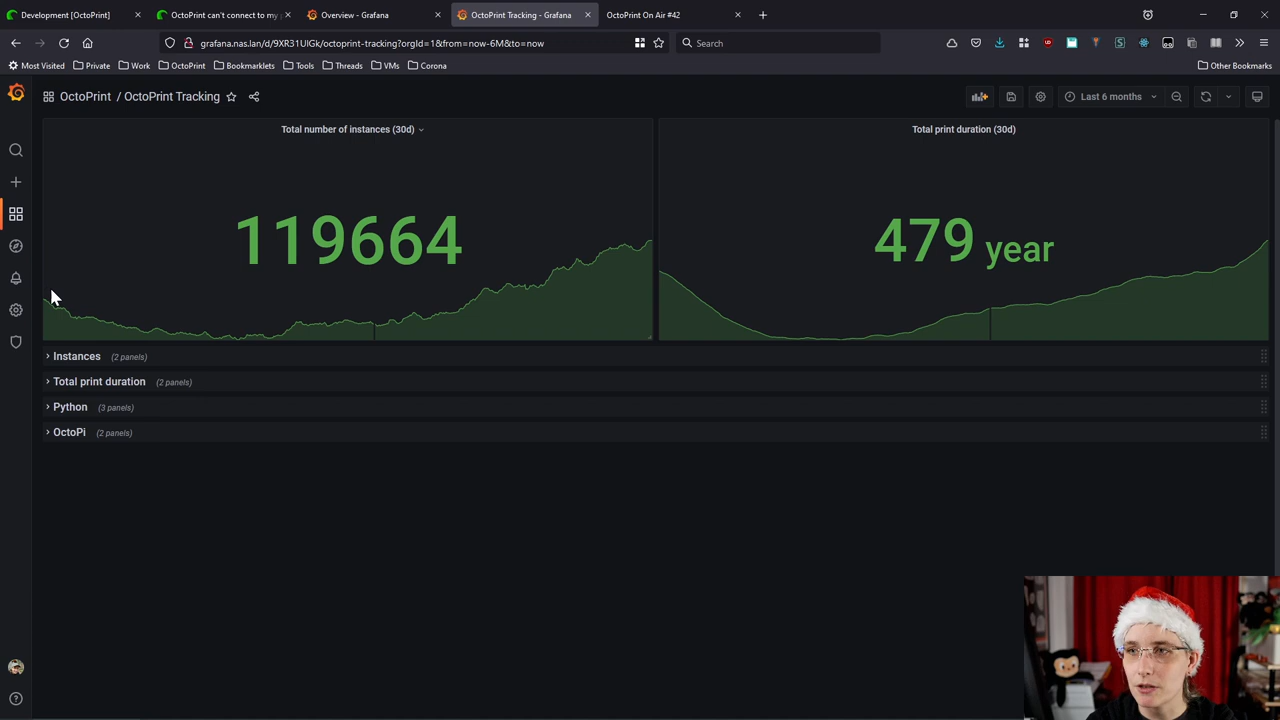 Development [OctoPrint]
OctoPrint can't connect to my p
Overview - Grafana
OctoPrint Tracking - Grafana
OctoPrint On Air #42
grafana.nas.lan/d/9XR31UIGk/octoprint-tracking?orgId=1&from=now-6M&to=now
Search
Most Visited
Private
Work
OctoPrint
Bookmarklets
Tools
Threads
VMs
Corona
Other Bookmarks
OctoPrint / OctoPrint Tracking
Last 6 months
Total number of instances (30d)
Total print duration (30d)
119664
479 year
Instances (2 panels)
Total print duration (2 panels)
Python (3 panels)
OctoPi (2 panels)